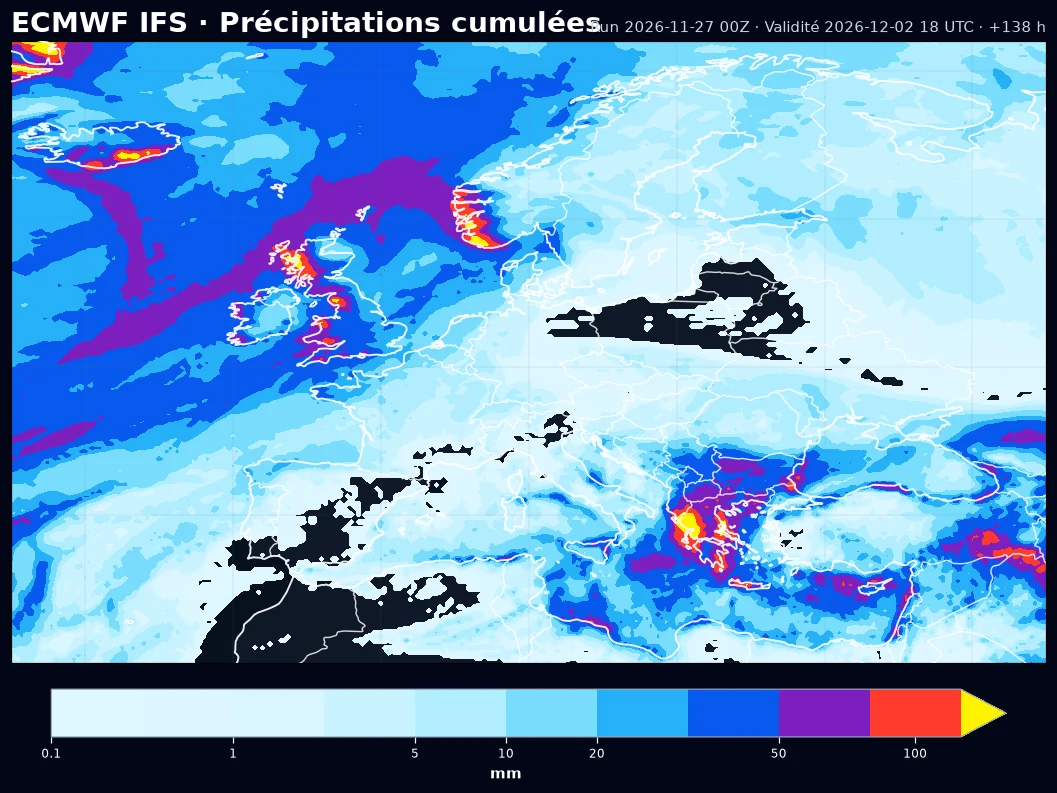 ECMWF IFS · Précipitations cumulées
Run 2026-11-27 00Z · Validité 2026-12-02 18 UTC · +138 h
0.1 1 5 10 20 50 100
mm